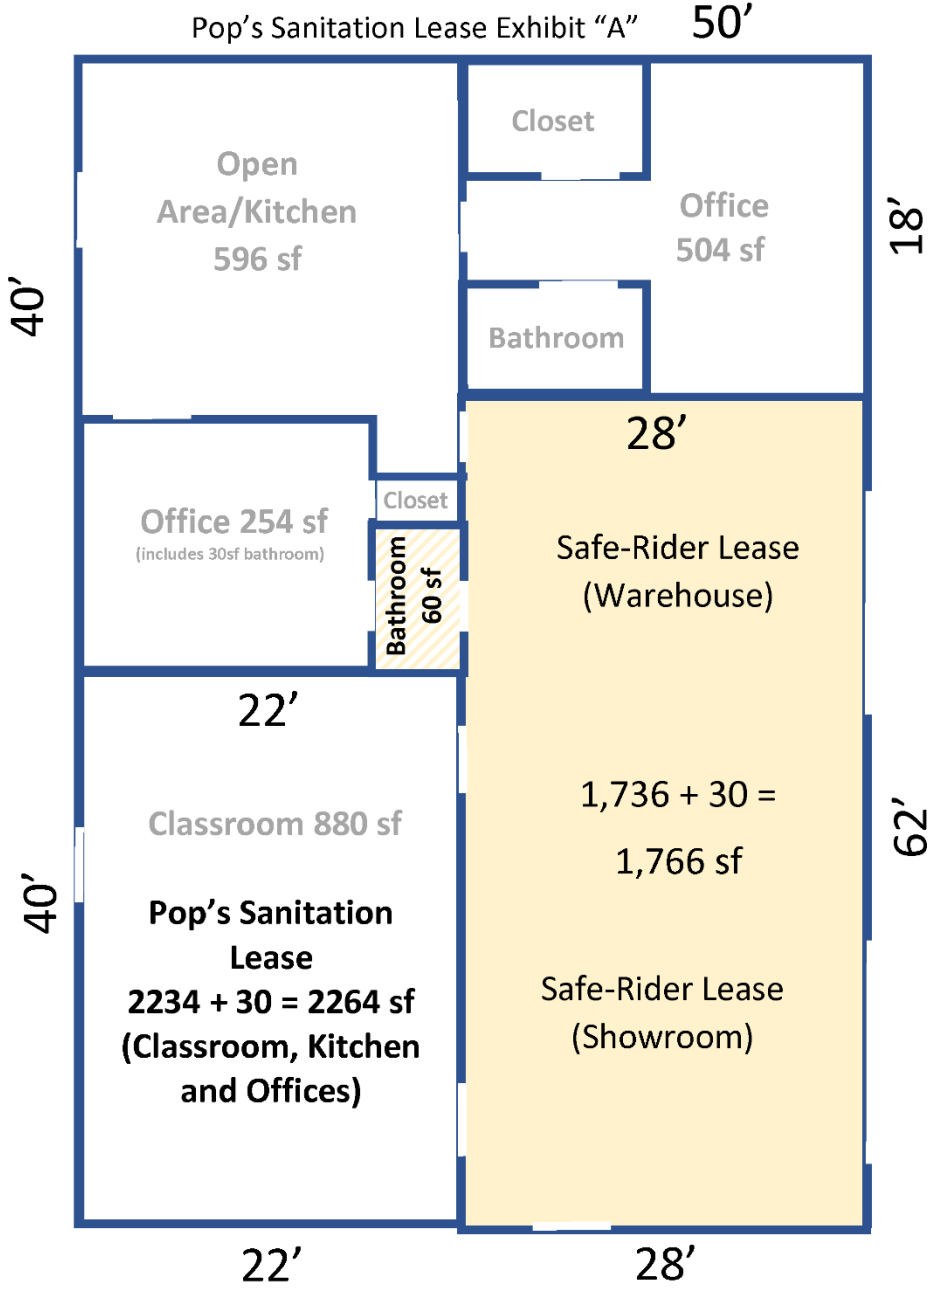 Pop’s Sanitation Lease Exhibit “A”
50’
Closet
Open
Area/Kitchen
596 sf
Office
504 sf
18’
40’
Bathroom
28’
Closet
Office 254 sf
(includes 30sf bathroom)
Bathroom
60 sf
Safe-Rider Lease
(Warehouse)
22’
Classroom 880 sf
1,736 + 30 =
1,766 sf
62’
40’
Pop’s Sanitation
Lease
2234 + 30 = 2264 sf
(Classroom, Kitchen
and Offices)
Safe-Rider Lease
(Showroom)
22’
28’